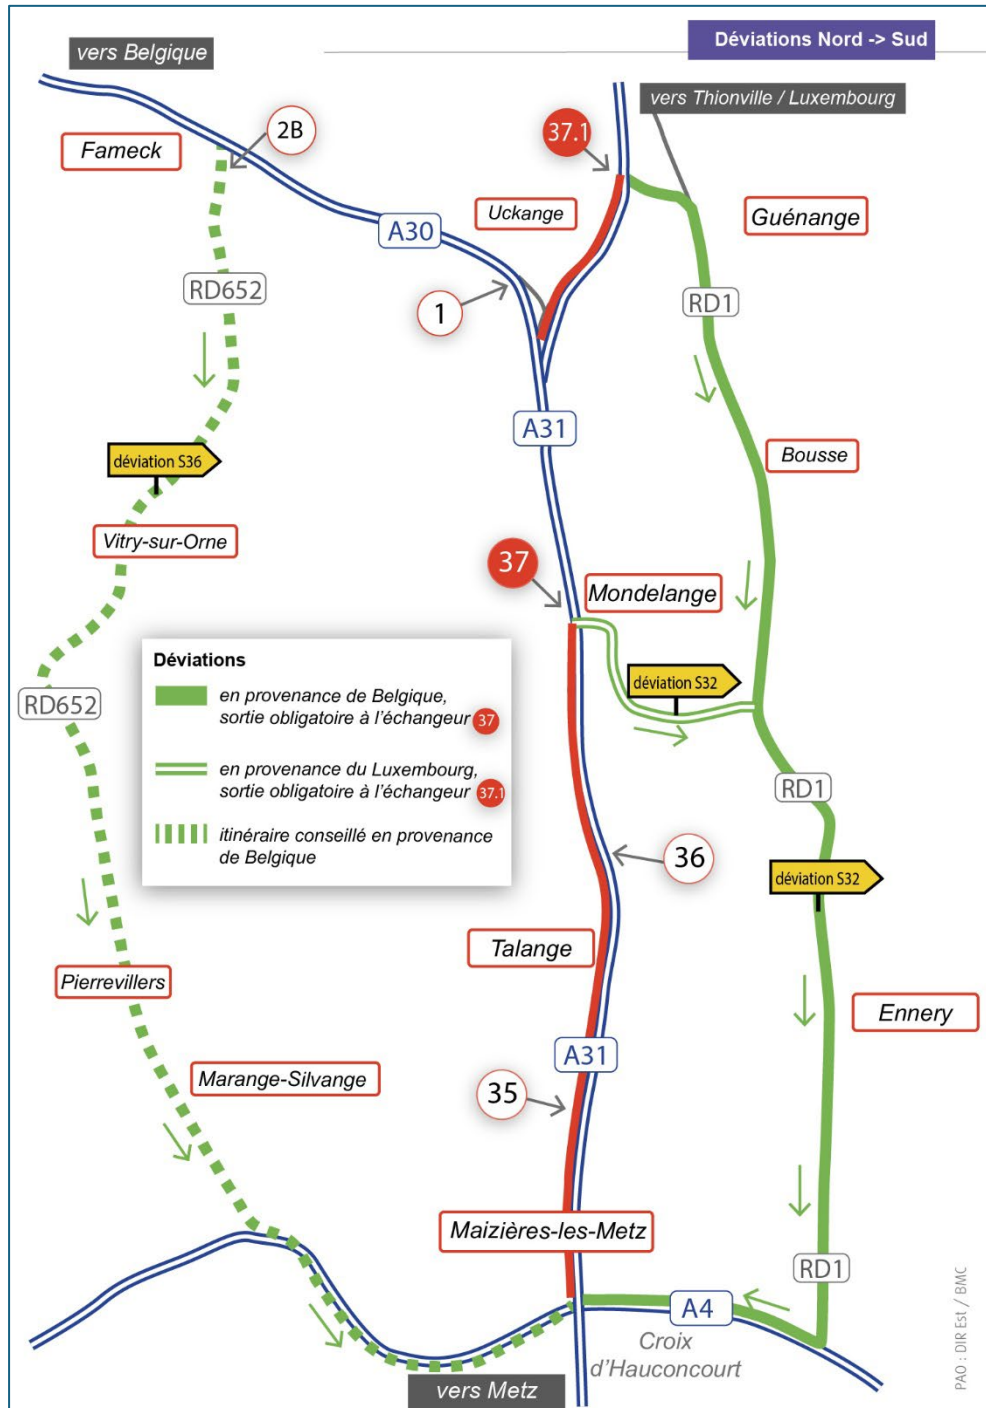 Déviations Nord -> Sud
vers Belgique
vers Thionville / Luxembourg
2B
37.1
Fameck
Uckange
Guénange
A30
RD652
1
RD1
A31
déviation S36
Bousse
Vitry-sur-Orne
37
Mondelange
Déviations
en provenance de Belgique,
sortie obligatoire à l'échangeur 37
en provenance du Luxembourg,
sortie obligatoire à l'échangeur 37.1
itinéraire conseillé en provenance
de Belgique
RD652
déviation S32
RD1
36
déviation S32
Talange
Pierrevillers
Ennery
A31
Marange-Silvange
35
Maizières-les-Metz
RD1
A4
Croix
d'Hauconcourt
vers Metz
PAO : DIR Est / BMC